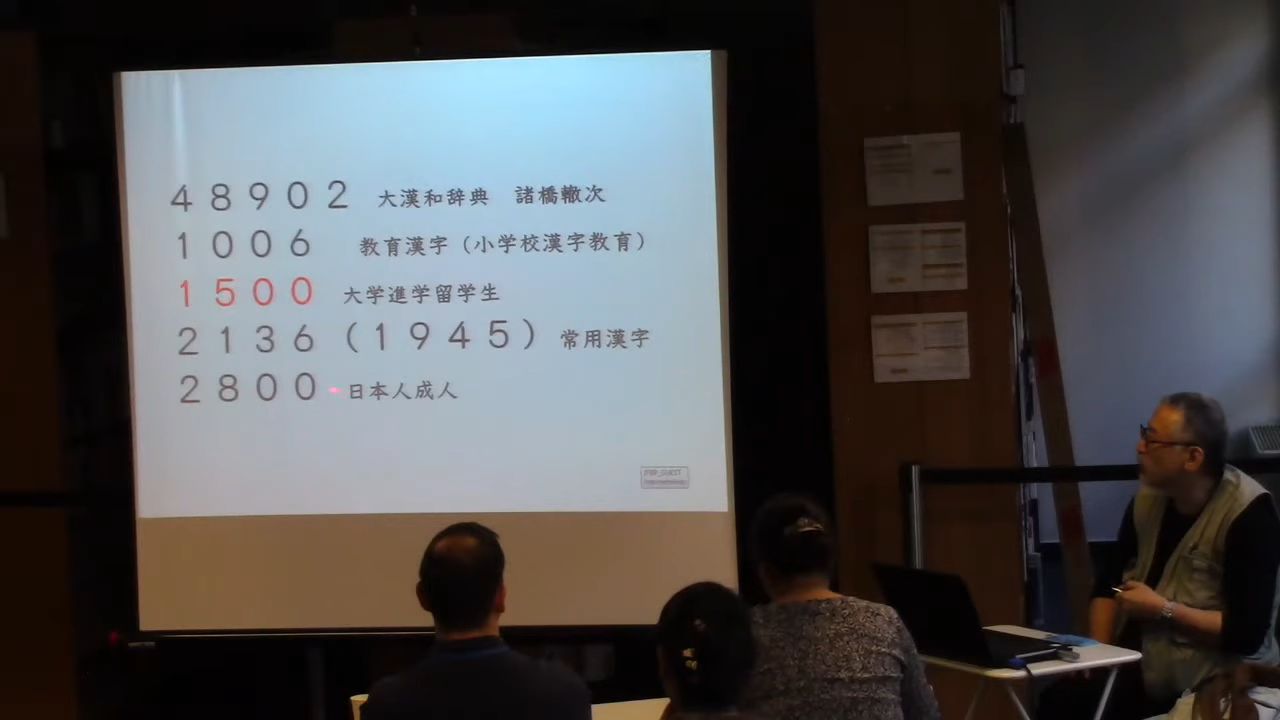 ４８９０２　大漢和辞典　諸橋轍次
１００６　教育漢字（小学校漢字教育）
１５００　大学進学留学生
２１３６（１９４５）常用漢字
２８００　日本人成人